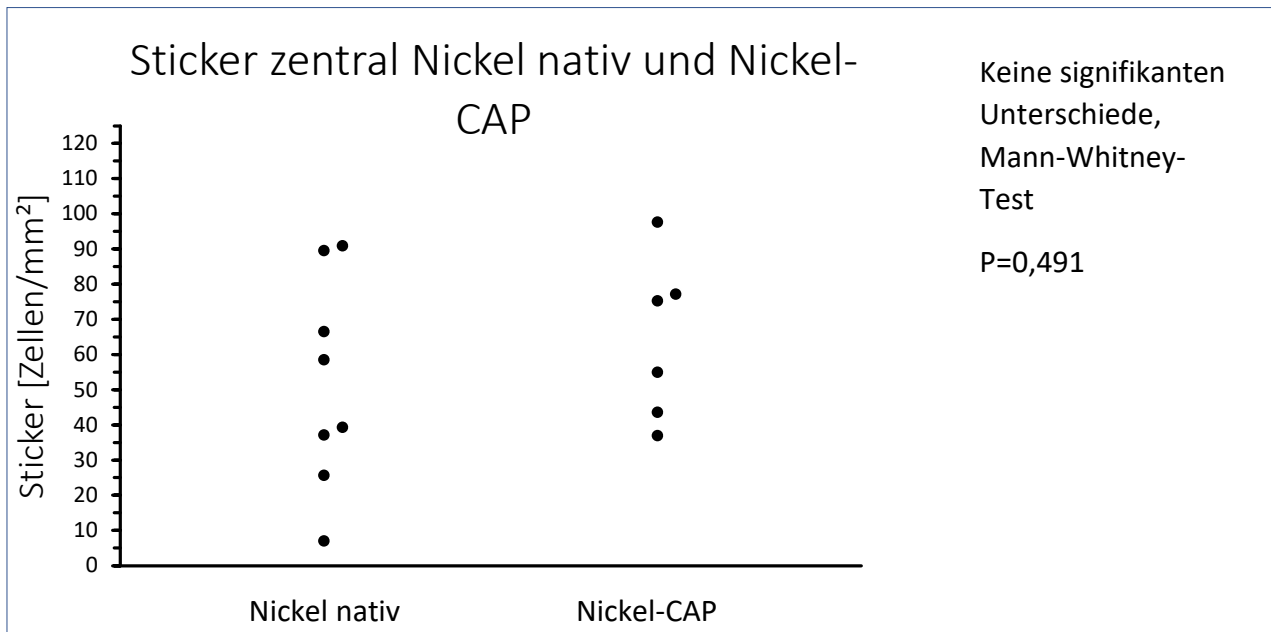 Sticker zentral Nickel nativ und Nickel-
CAP
Keine signifikanten
Unterschiede,
Mann-Whitney-
Test
P=0,491
Sticker [Zellen/mm²]
120
110
100
90
80
70
60
50
40
30
20
10
0
Nickel nativ
Nickel-CAP